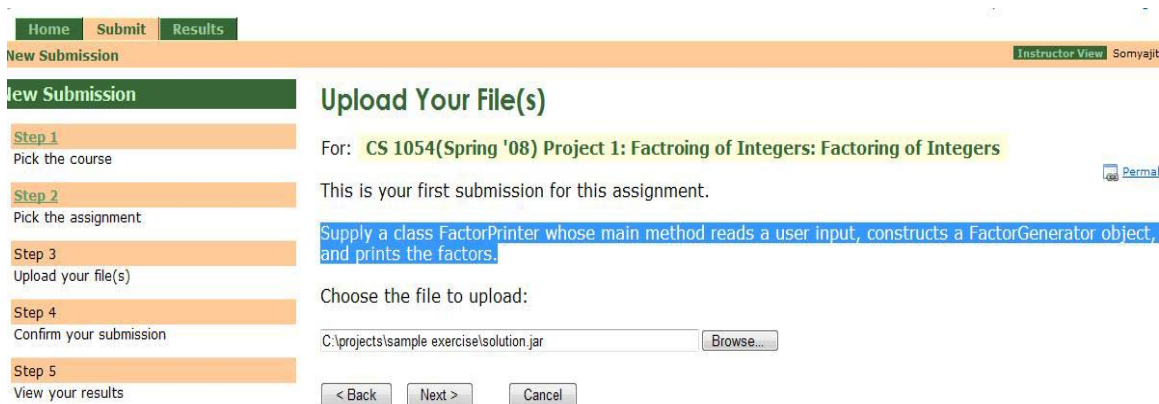 Home Submit Results
New Submission
Instructor View Somyajit
New Submission
Step 1
Pick the course
Step 2
Pick the assignment
Step 3
Upload your file(s)
Step 4
Confirm your submission
Step 5
View your results
Upload Your File(s)
For: CS 1054(Spring '08) Project 1: Factroing of Integers: Factoring of Integers
Permal
This is your first submission for this assignment.
Supply a class FactorPrinter whose main method reads a user input, constructs a FactorGenerator object,
and prints the factors.
Choose the file to upload:
C:\projects\sample exercise\solution.jar Browse...
< Back Next > Cancel